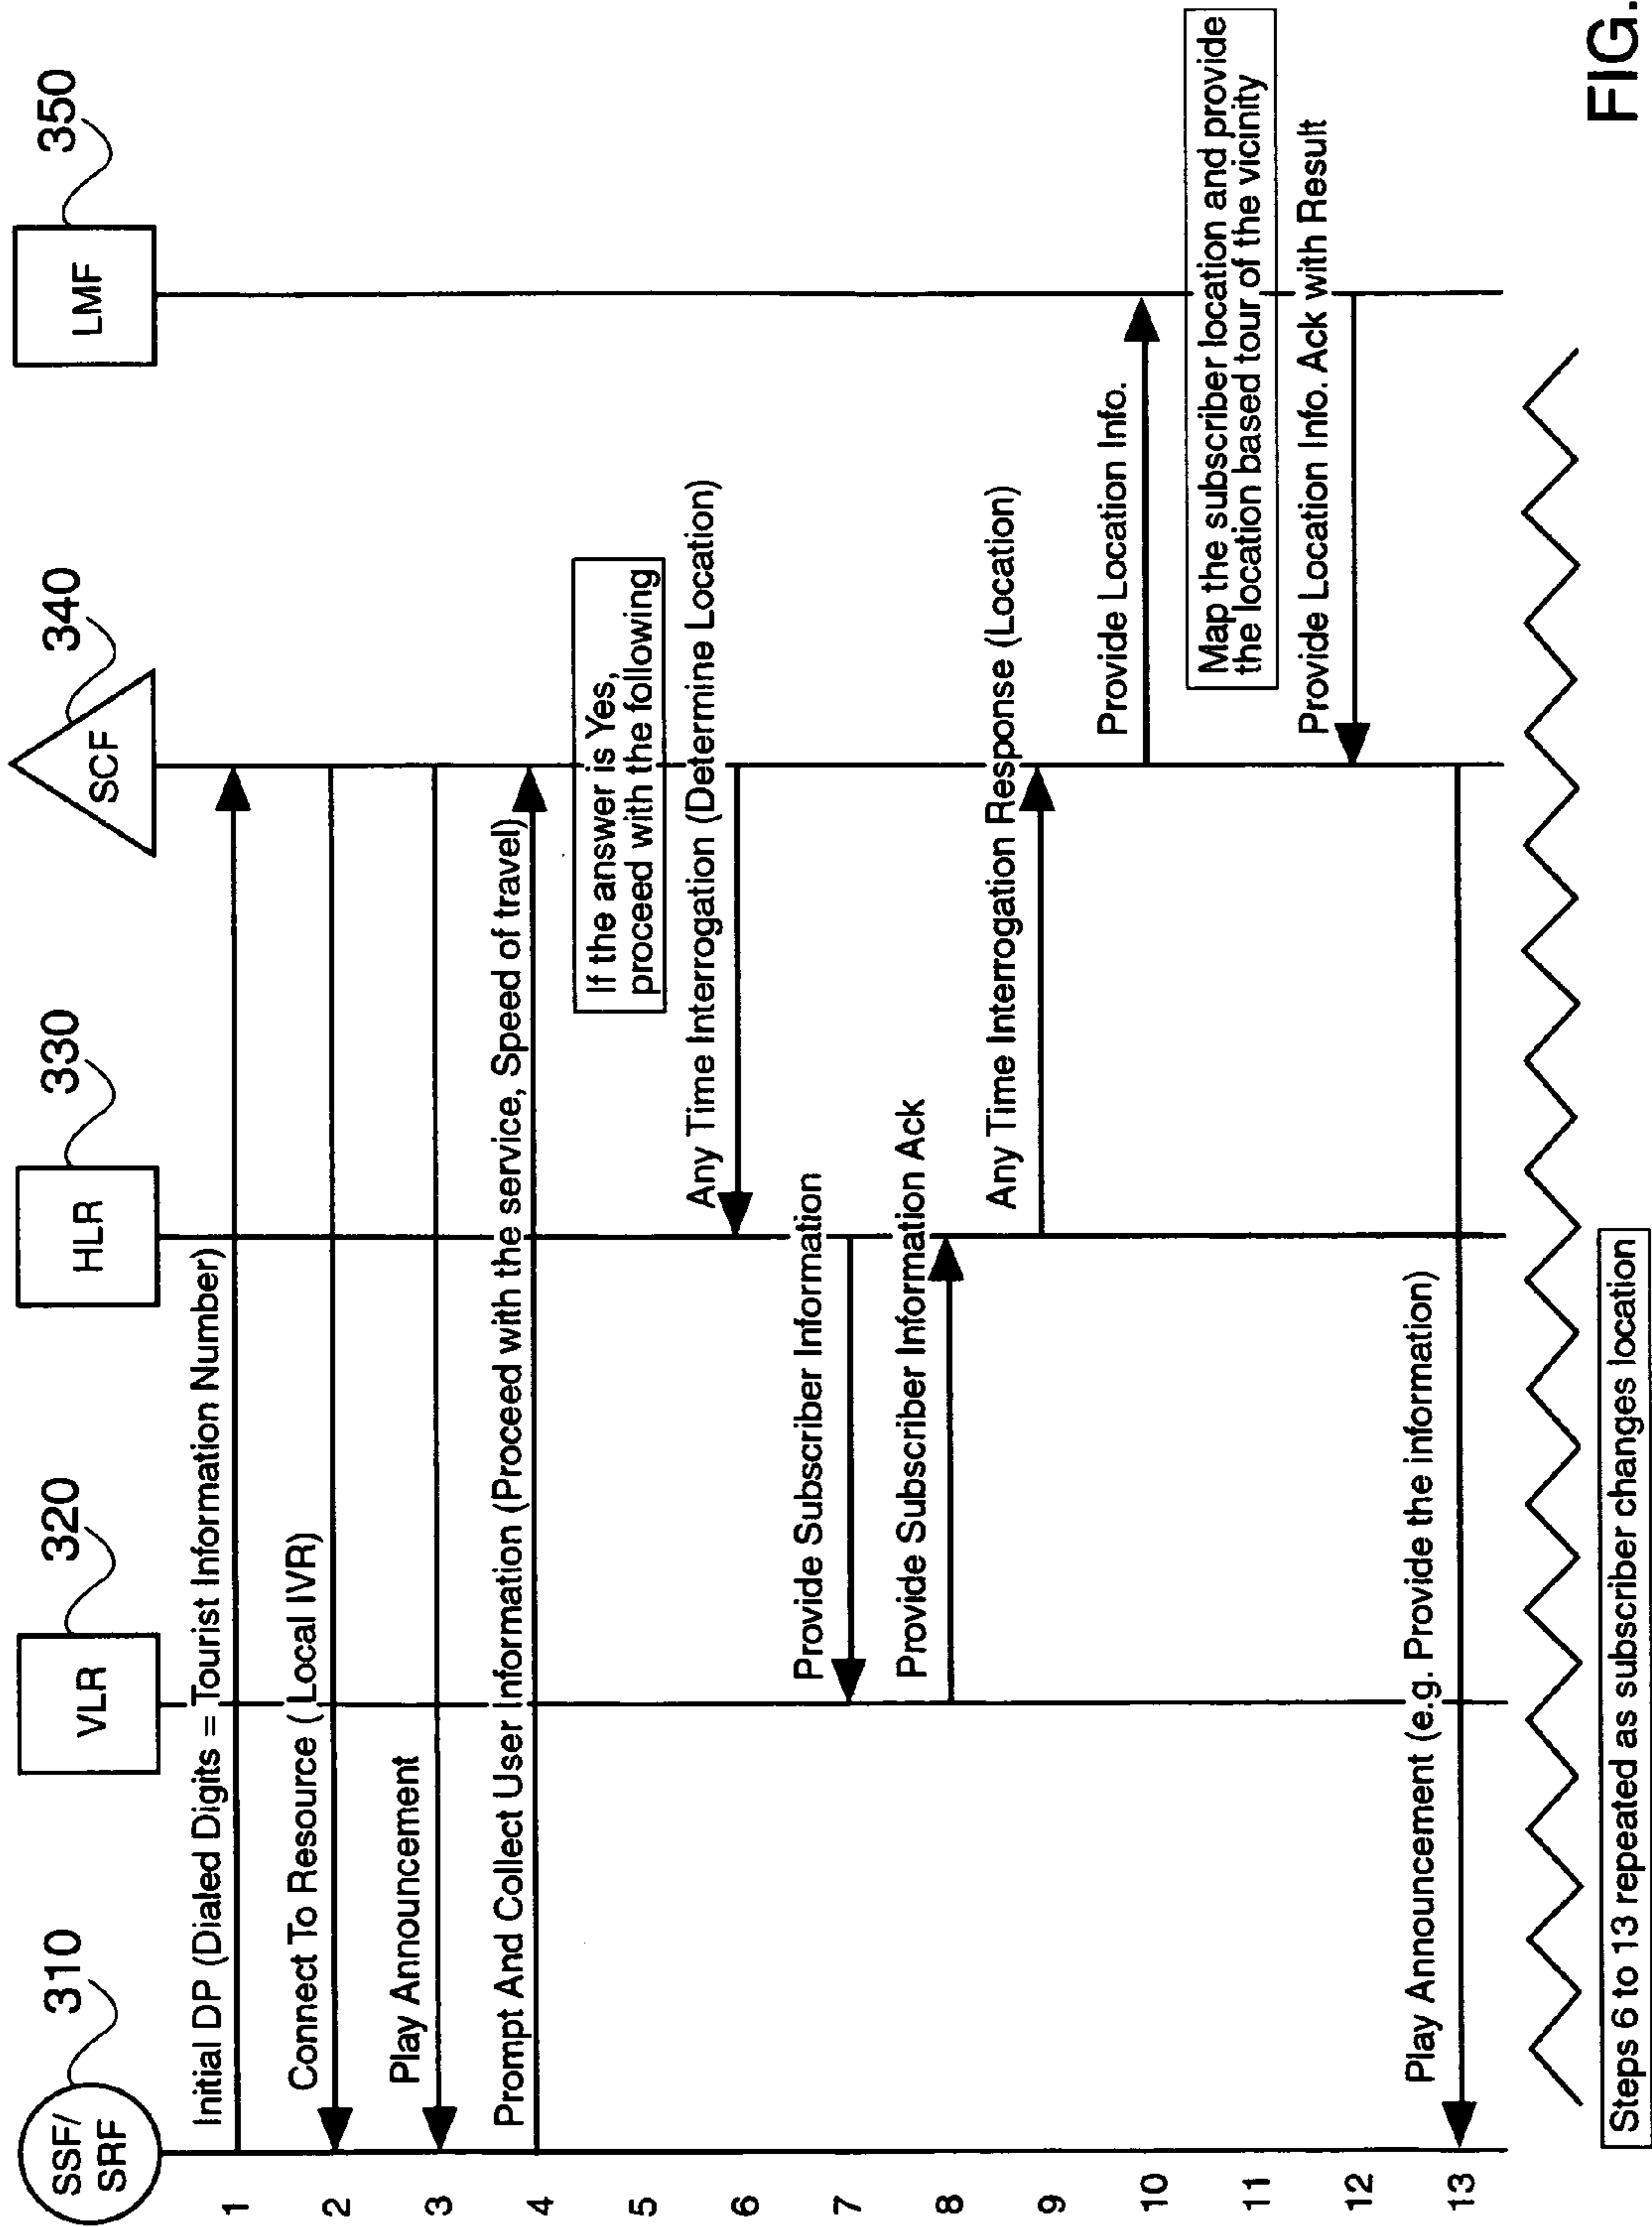 310
320
330
340
350
SSF/
SRF
VLR
HLR
SCF
LMF
1
Initial DP (Dialed Digits = Tourist Information Number)
2
Connect To Resource ( Local IVR)
3
Play Announcement
4
Prompt And Collect User Information (Proceed with the service, Speed of travel)
5
If the answer is Yes,
proceed with the following
6
Any Time Interrogation (Determine Location)
7
Provide Subscriber Information
8
Provide Subscriber Information Ack
9
Any Time Interrogation Response (Location)
10
Provide Location Info.
11
Map the subscriber location and provide
the location based tour of the vicinity
12
Provide Location Info. Ack with Result
13
Play Announcement (e.g. Provide the information)
Steps 6 to 13 repeated as subscriber changes location
FIG.